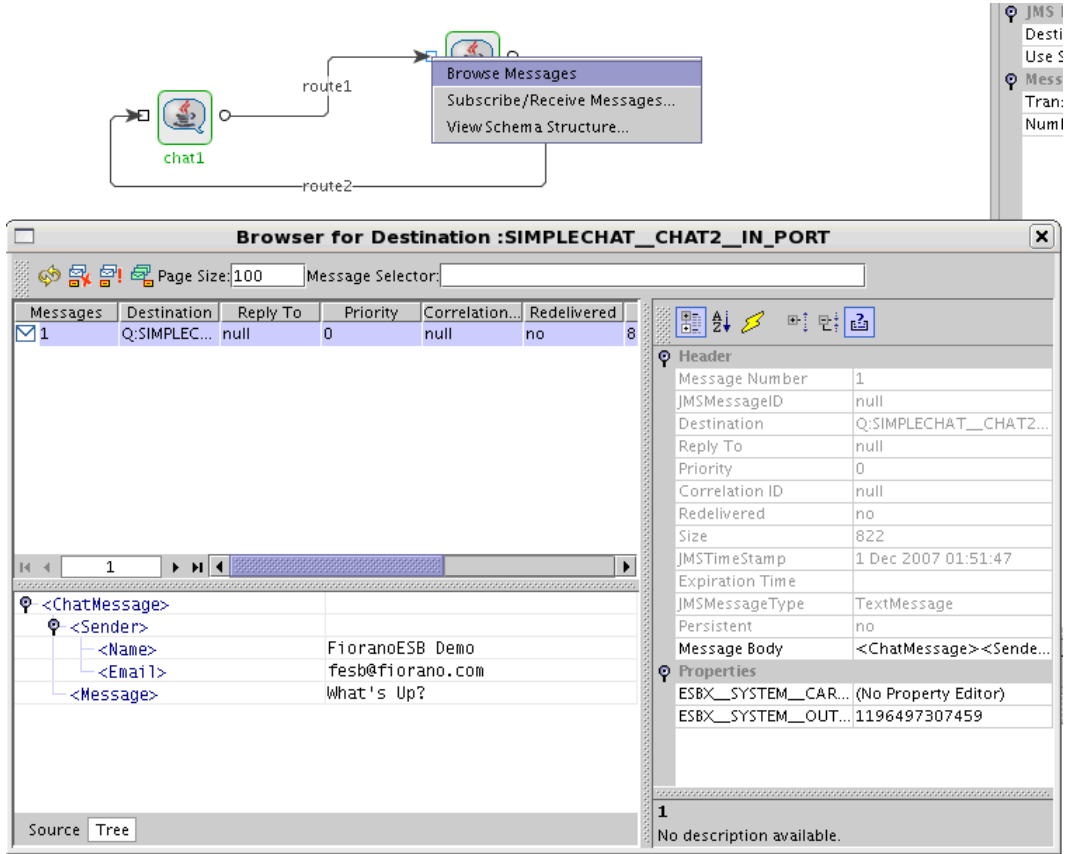 JMS
Desti
Use S
Mess
Tran:
Numl
Browse Messages
Subscribe/Receive Messages...
View Schema Structure...
route1
chat1
route2
Browser for Destination :SIMPLECHAT__CHAT2__IN_PORT
Page Size: 100 Message Selector:
Messages Destination Reply To Priority Correlation... Redelivered
1 Q:SIMPLEC... null 0 null no 8
1
<ChatMessage>
<Sender>
<Name> FioranoESB Demo
<Email> fesb@fiorano.com
<Message> What's Up?
Source Tree
Header
Message Number 1
JMSMessageID null
Destination Q:SIMPLECHAT__CHAT2...
Reply To null
Priority 0
Correlation ID null
Redelivered no
Size 822
JMSTimeStamp 1 Dec 2007 01:51:47
Expiration Time
JMSMessageType TextMessage
Persistent no
Message Body <ChatMessage><Sende...
Properties
ESBX__SYSTEM__CAR... (No Property Editor)
ESBX__SYSTEM__OUT... 1196497307459
1
No description available.